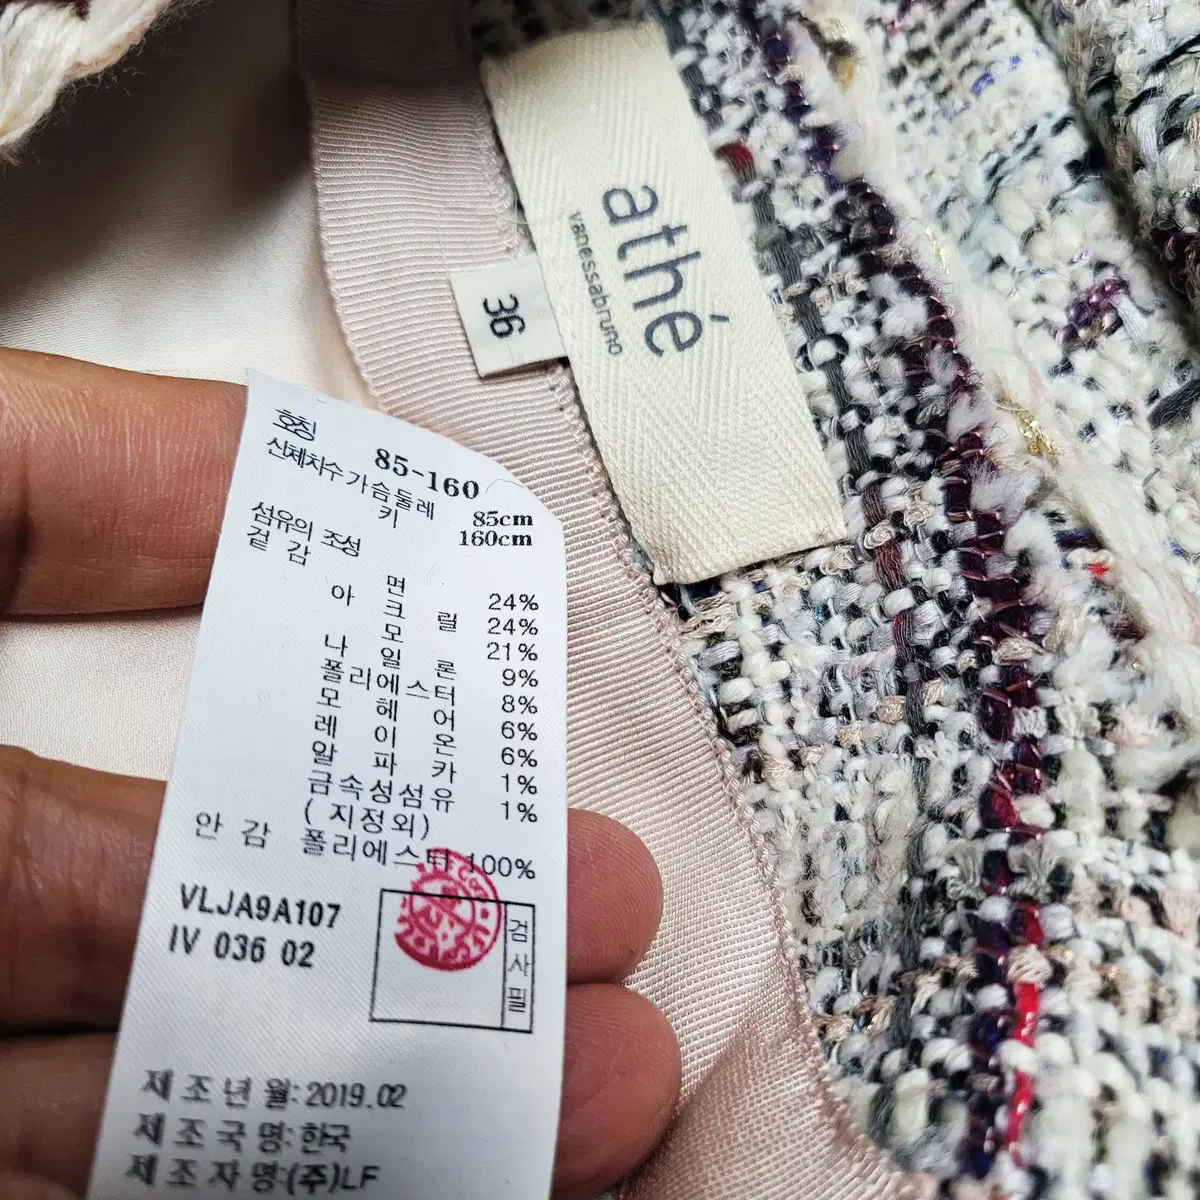 athé
vanessabruno
36
호칭 85-160
신체치수 가슴둘레 85cm
키 160cm
섬유의 조성
겉감
면 24%
아크릴 24%
모 21%
나일론 9%
폴리에스터 8%
모헤어 6%
레이온 6%
알파카 1%
금속성섬유 1%
(지정외)
안감 폴리에스터 100%
VLJA9A107
IV 036 02
검사필
제조년월:2019.02
제조국명:한국
제조자명:(주)LF